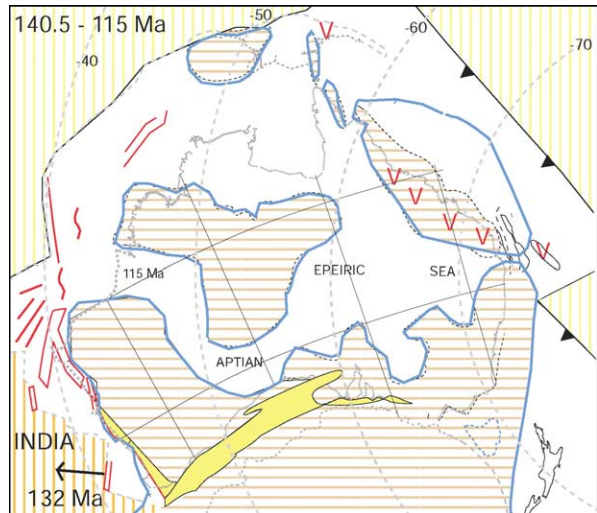 140.5 - 115 Ma
-50
-60
-70
-40
V
V
V
V
V
V
115 Ma
EPEIRIC SEA
APTIAN
INDIA
132 Ma